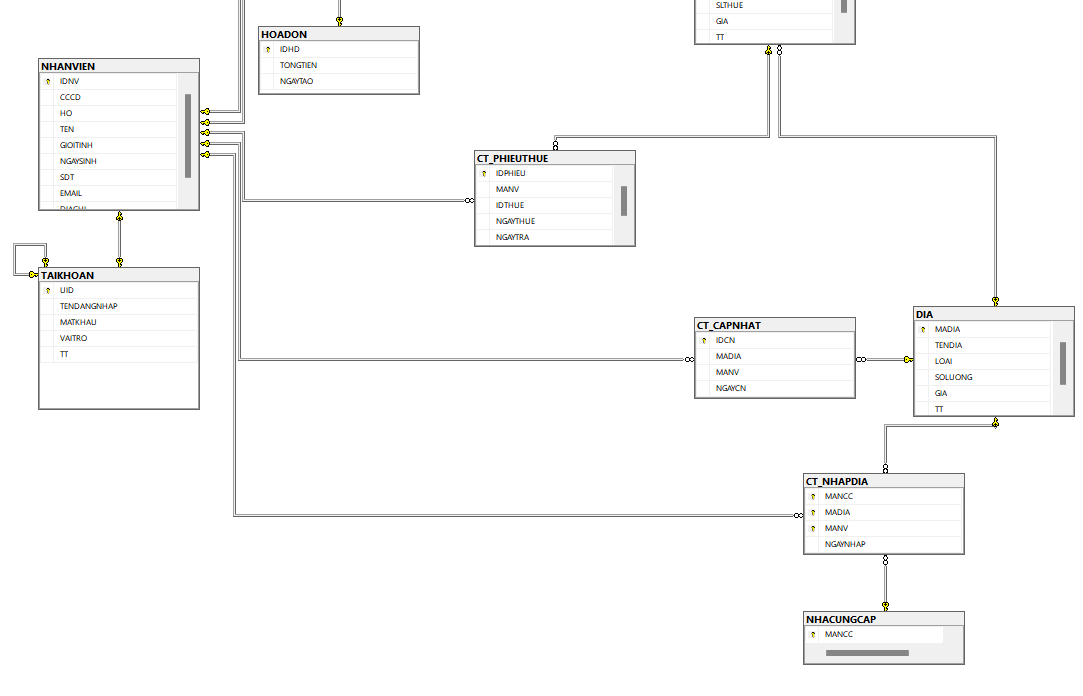 SLTHUE
GIA
TT
HOADON
IDHD
TONGTIEN
NGAYTAO
NHANVIEN
IDNV
CCCD
HO
TEN
GIOITINH
NGAYSINH
SDT
EMAIL
DIACHI
CT_PHIEUTHUE
IDPHIEU
MANV
IDTHUE
NGAYTHUE
NGAYTRA
TAIKHOAN
UID
TENDANGNHAP
MATKHAU
VAITRO
TT
CT_CAPNHAT
IDCN
MADIA
MANV
NGAYCN
DIA
MADIA
TENDIA
LOAI
SOLUONG
GIA
TT
CT_NHAPDIA
MANCC
MADIA
MANV
NGAYNHAP
NHACUNGCAP
MANCC